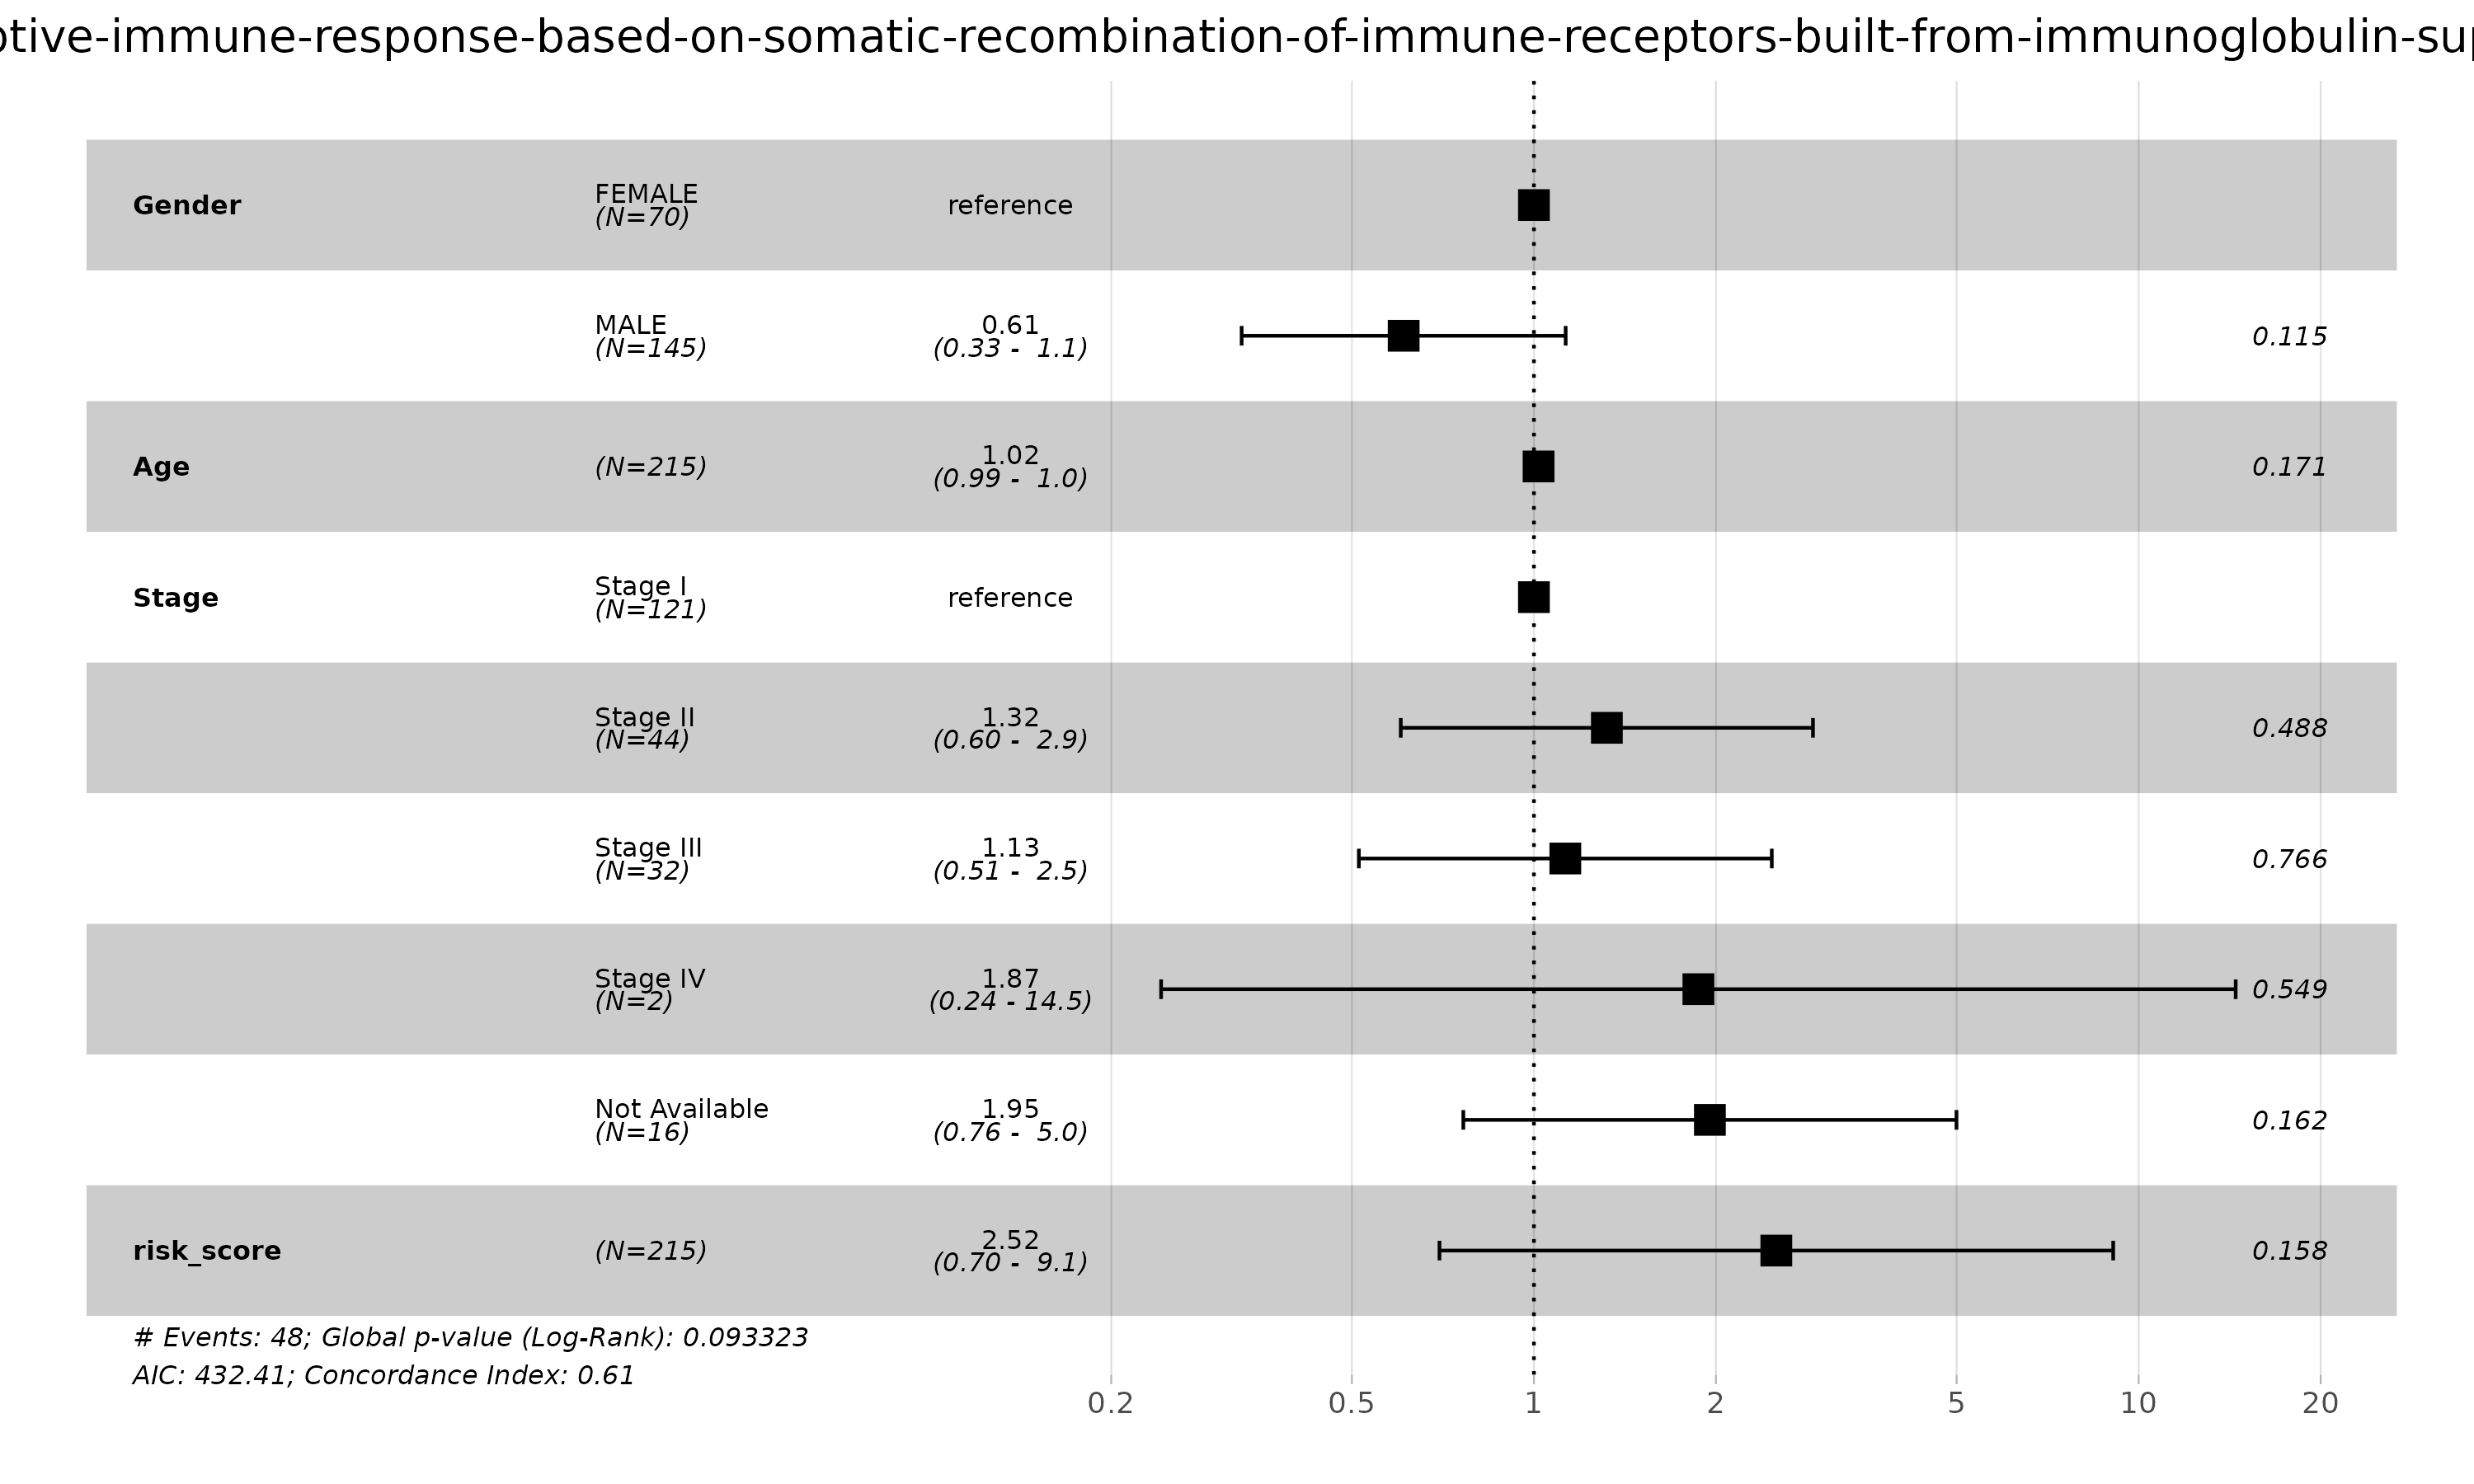 ptive-immune-response-based-on-somatic-recombination-of-immune-receptors-built-from-immunoglobulin-sup
Gender FEMALE (N=70) reference
MALE (N=145) 0.61 (0.33 - 1.1) 0.115
Age (N=215) 1.02 (0.99 - 1.0) 0.171
Stage Stage I (N=121) reference
Stage II (N=44) 1.32 (0.60 - 2.9) 0.488
Stage III (N=32) 1.13 (0.51 - 2.5) 0.766
Stage IV (N=2) 1.87 (0.24 - 14.5) 0.549
Not Available (N=16) 1.95 (0.76 - 5.0) 0.162
risk_score (N=215) 2.52 (0.70 - 9.1) 0.158
# Events: 48; Global p-value (Log-Rank): 0.093323
AIC: 432.41; Concordance Index: 0.61
0.2 0.5 1 2 5 10 20